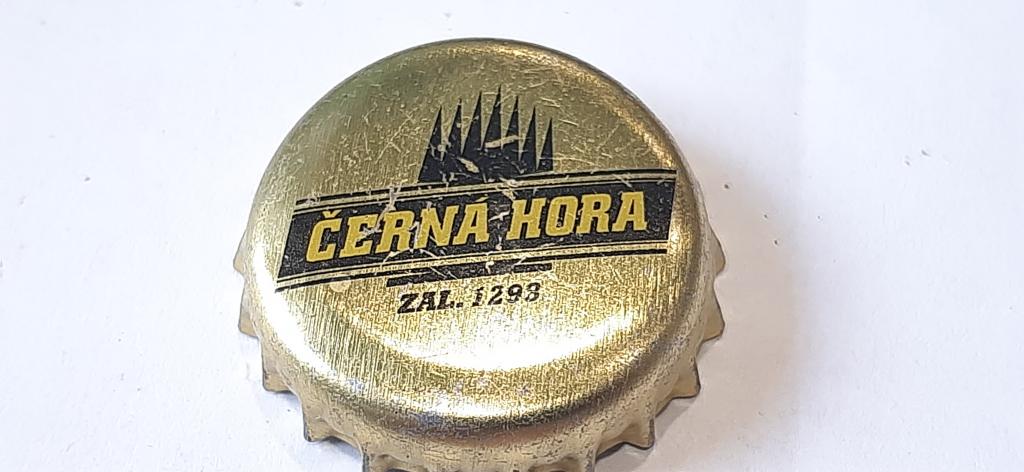 ČERNÁ HORA
ZAL. 1298